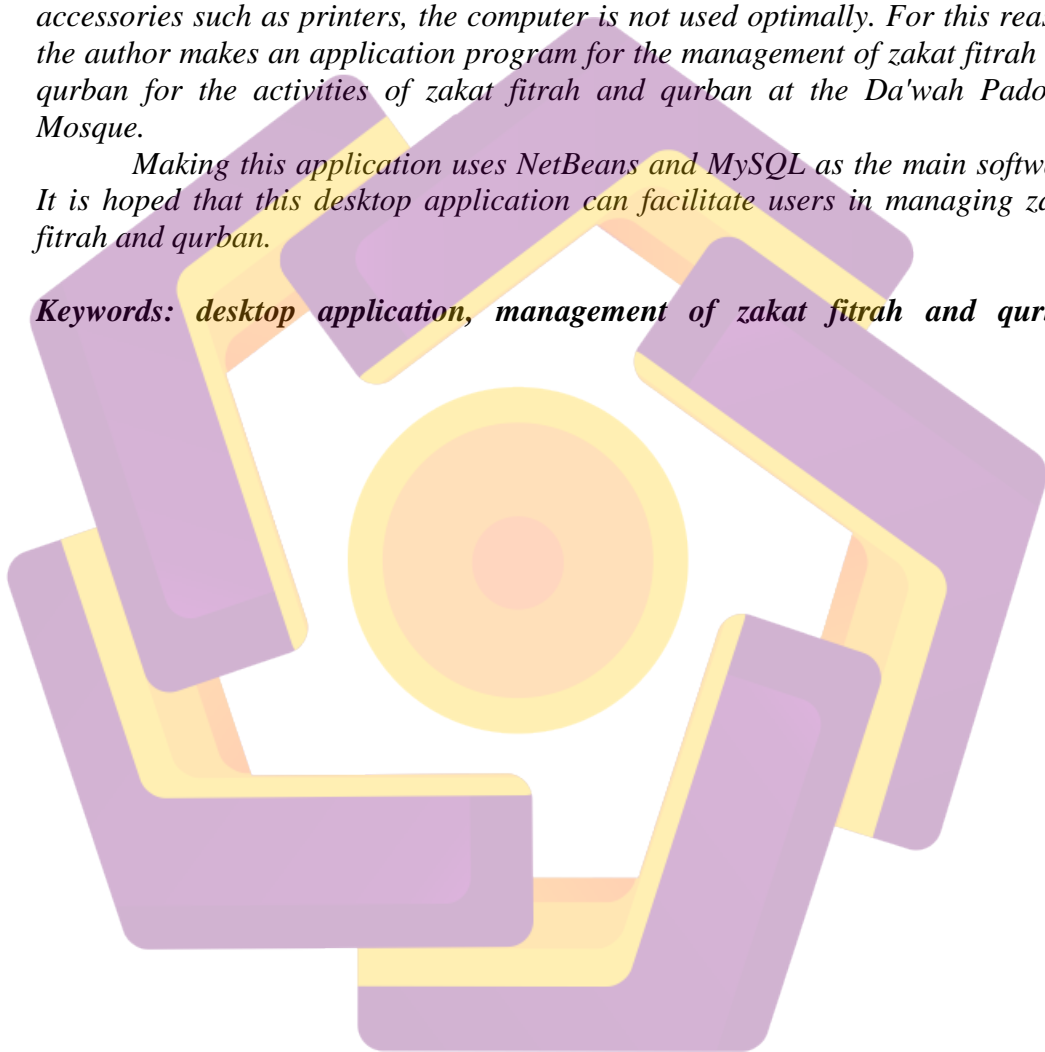 accessories such as printers, the computer is not used optimally. For this reas
the author makes an application program for the management of zakat fitrah
qurban for the activities of zakat fitrah and qurban at the Da'wah Pado
Mosque.
Making this application uses NetBeans and MySQL as the main softw
It is hoped that this desktop application can facilitate users in managing za
fitrah and qurban.
Keywords: desktop application, management of zakat fitrah and qur